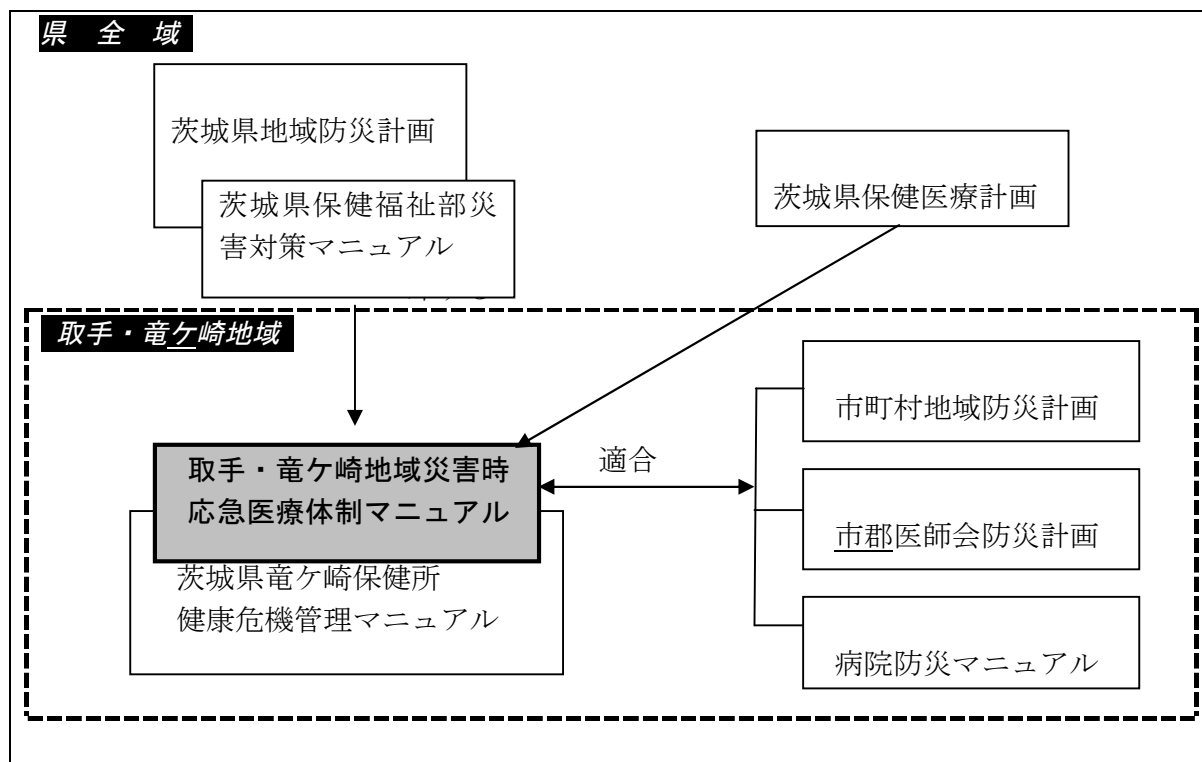 県 全 域
茨城県地域防災計画
茨城県保健福祉部災
害対策マニュアル
茨城県保健医療計画
取手・竜ケ崎地域
取手・竜ケ崎地域災害時
応急医療体制マニュアル
茨城県竜ケ崎保健所
健康危機管理マニュアル
適合
市町村地域防災計画
市郡医師会防災計画
病院防災マニュアル